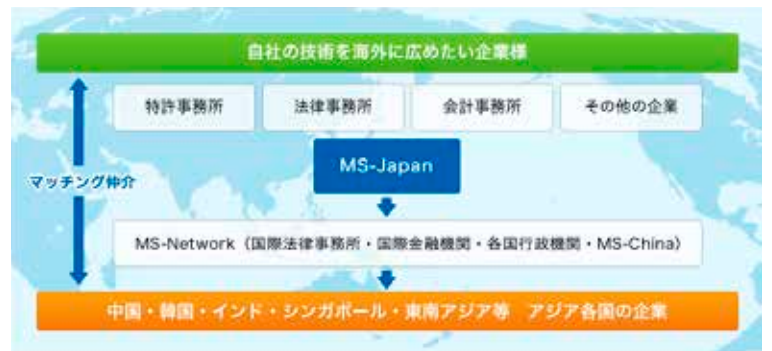 自社の技術を海外に広めたい企業様
特許事務所
法律事務所
会計事務所
その他の企業
MS-Japan
マッチング仲介
MS-Network（国際法律事務所・国際金融機関・各国行政機関・MS-China）
中国・韓国・インド・シンガポール・東南アジア等　アジア各国の企業